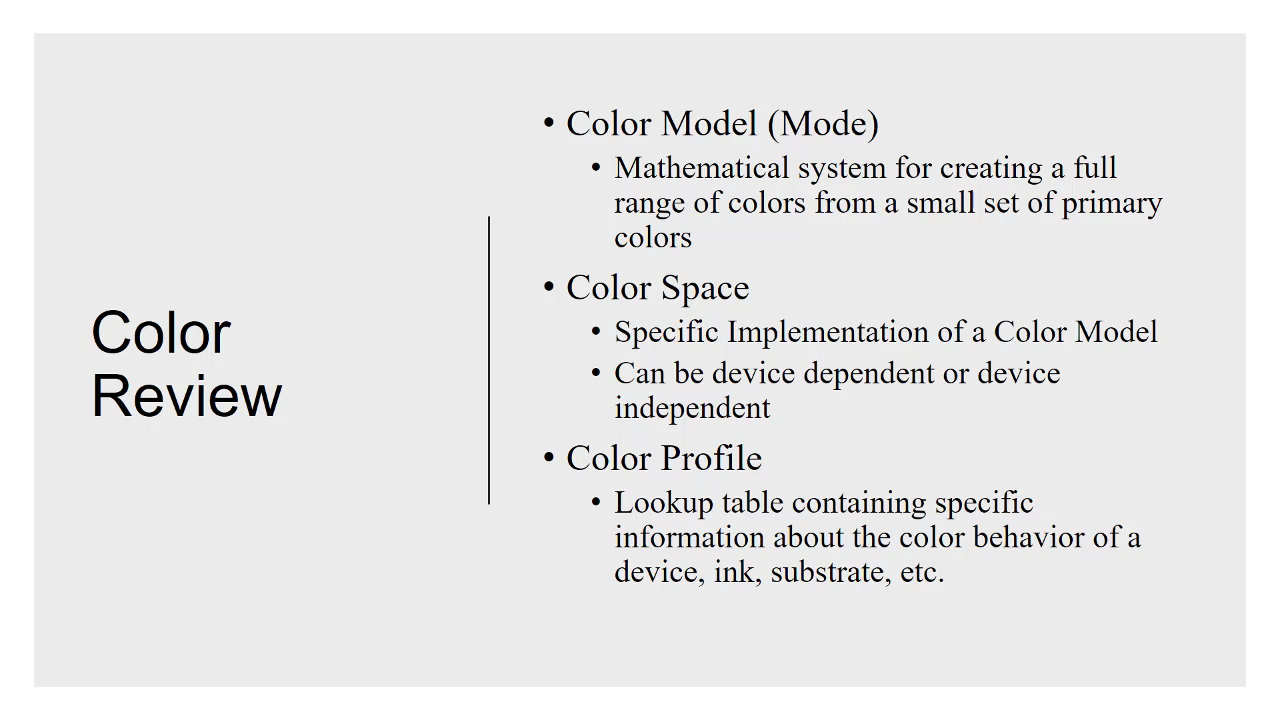 Color
Review
• Color Model (Mode)
• Mathematical system for creating a full
range of colors from a small set of primary
colors
• Color Space
• Specific Implementation of a Color Model
• Can be device dependent or device
independent
• Color Profile
• Lookup table containing specific
information about the color behavior of a
device, ink, substrate, etc.